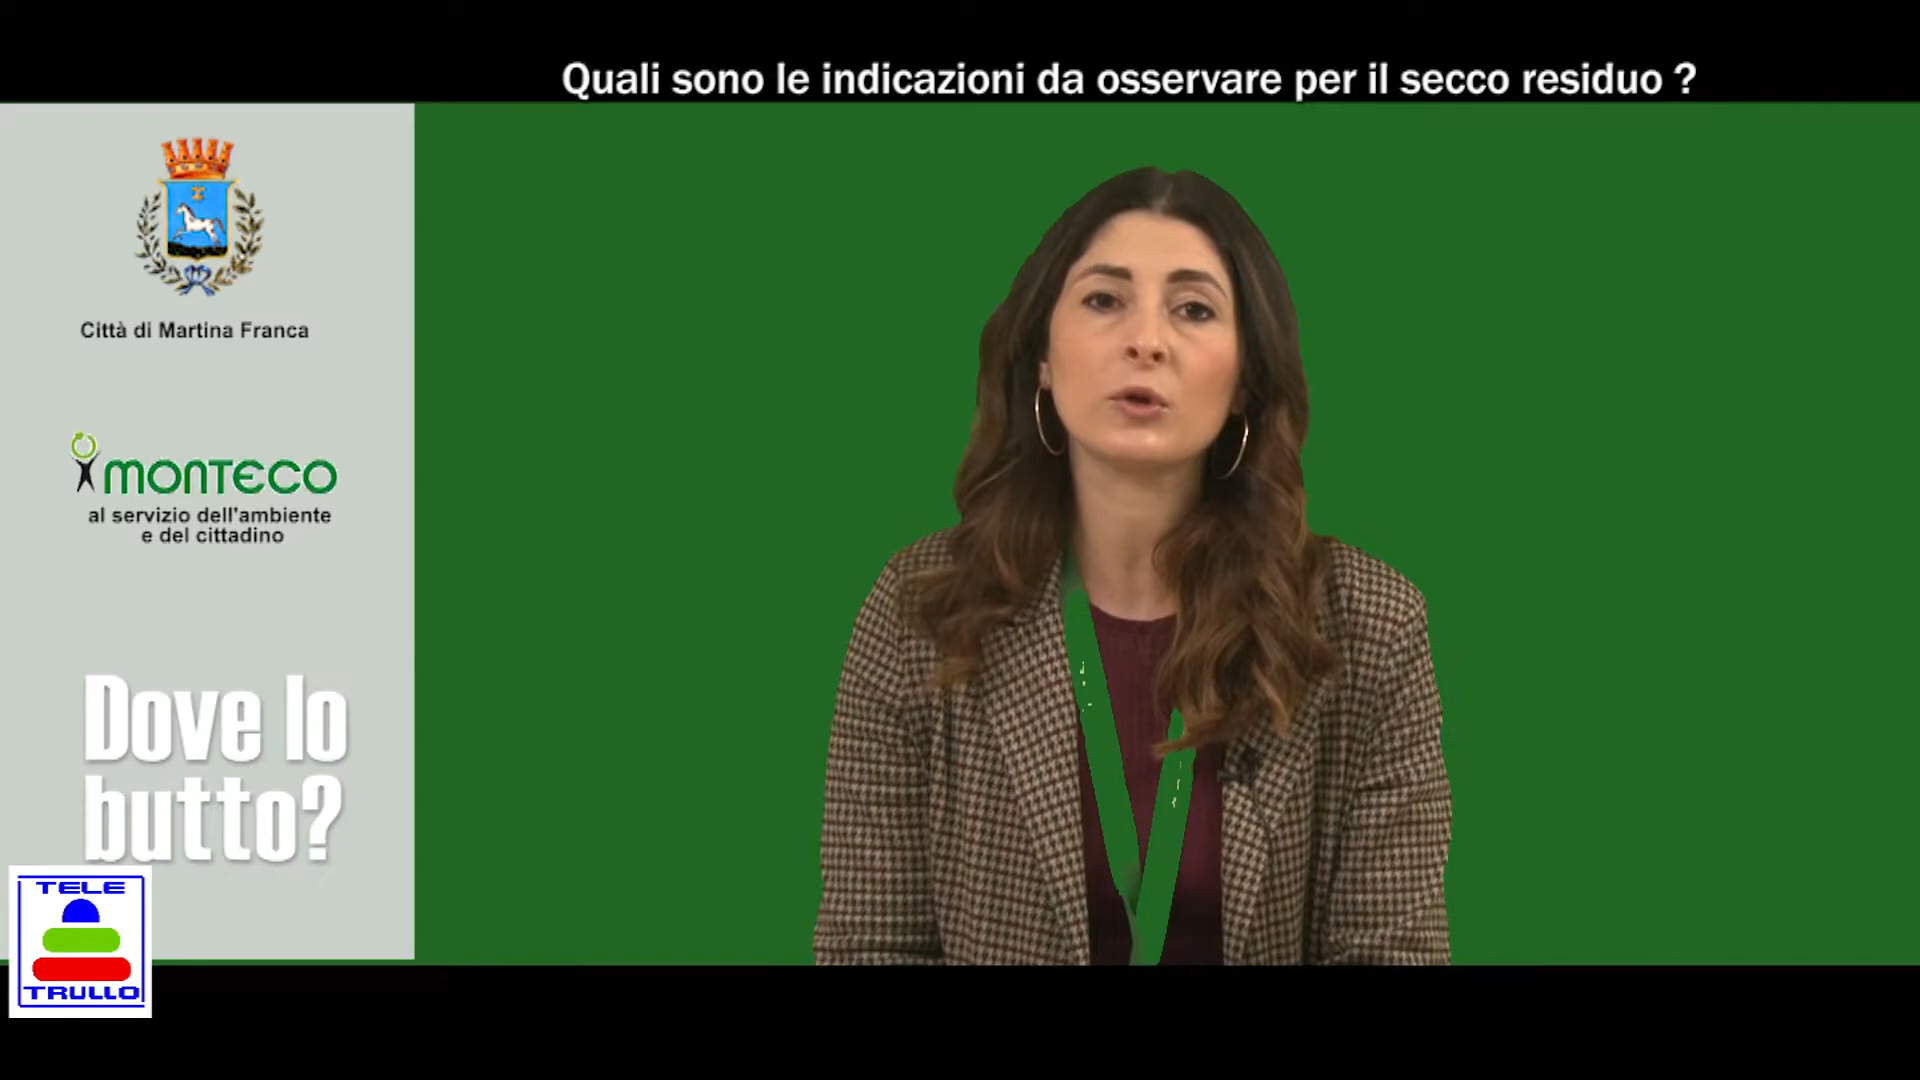 Quali sono le indicazioni da osservare per il secco residuo ?
Città di Martina Franca
MONTECO
al servizio dell'ambiente
e del cittadino
Dove lo
butto?
TELE
TRULLO